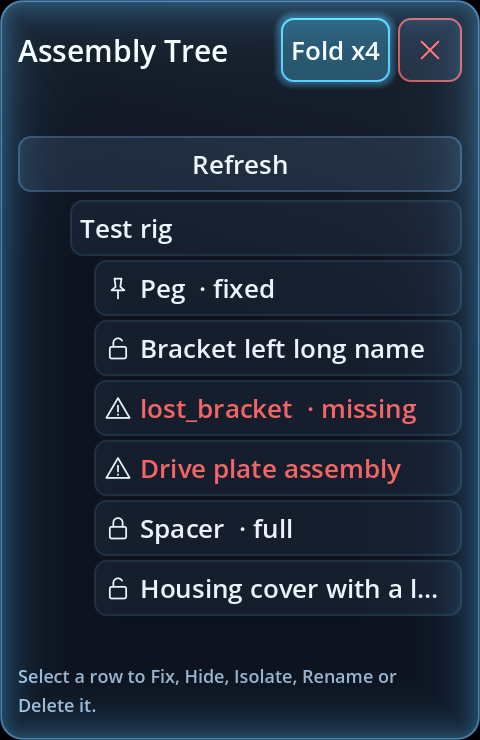 Assembly Tree
Fold x4
Refresh
Test rig
Peg · fixed
Bracket left long name
lost_bracket · missing
Drive plate assembly
Spacer · full
Housing cover with a l...
Select a row to Fix, Hide, Isolate, Rename or
Delete it.